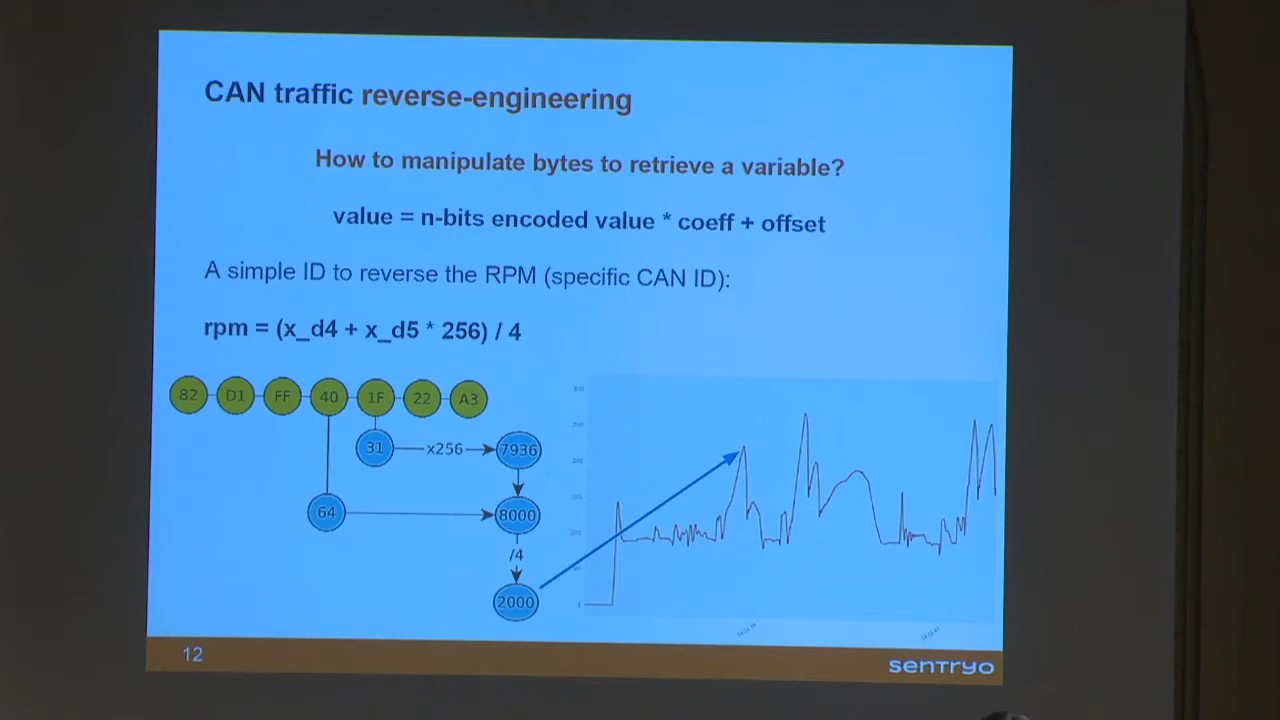 CAN traffic reverse-engineering
How to manipulate bytes to retrieve a variable?
value = n-bits encoded value * coeff + offset
A simple ID to reverse the RPM (specific CAN ID):
rpm = (x_d4 + x_d5 * 256) / 4
82 D1 FF 40 1F 22 A3
31 x256 7936
64 8000
/4
2000
12
sentryo